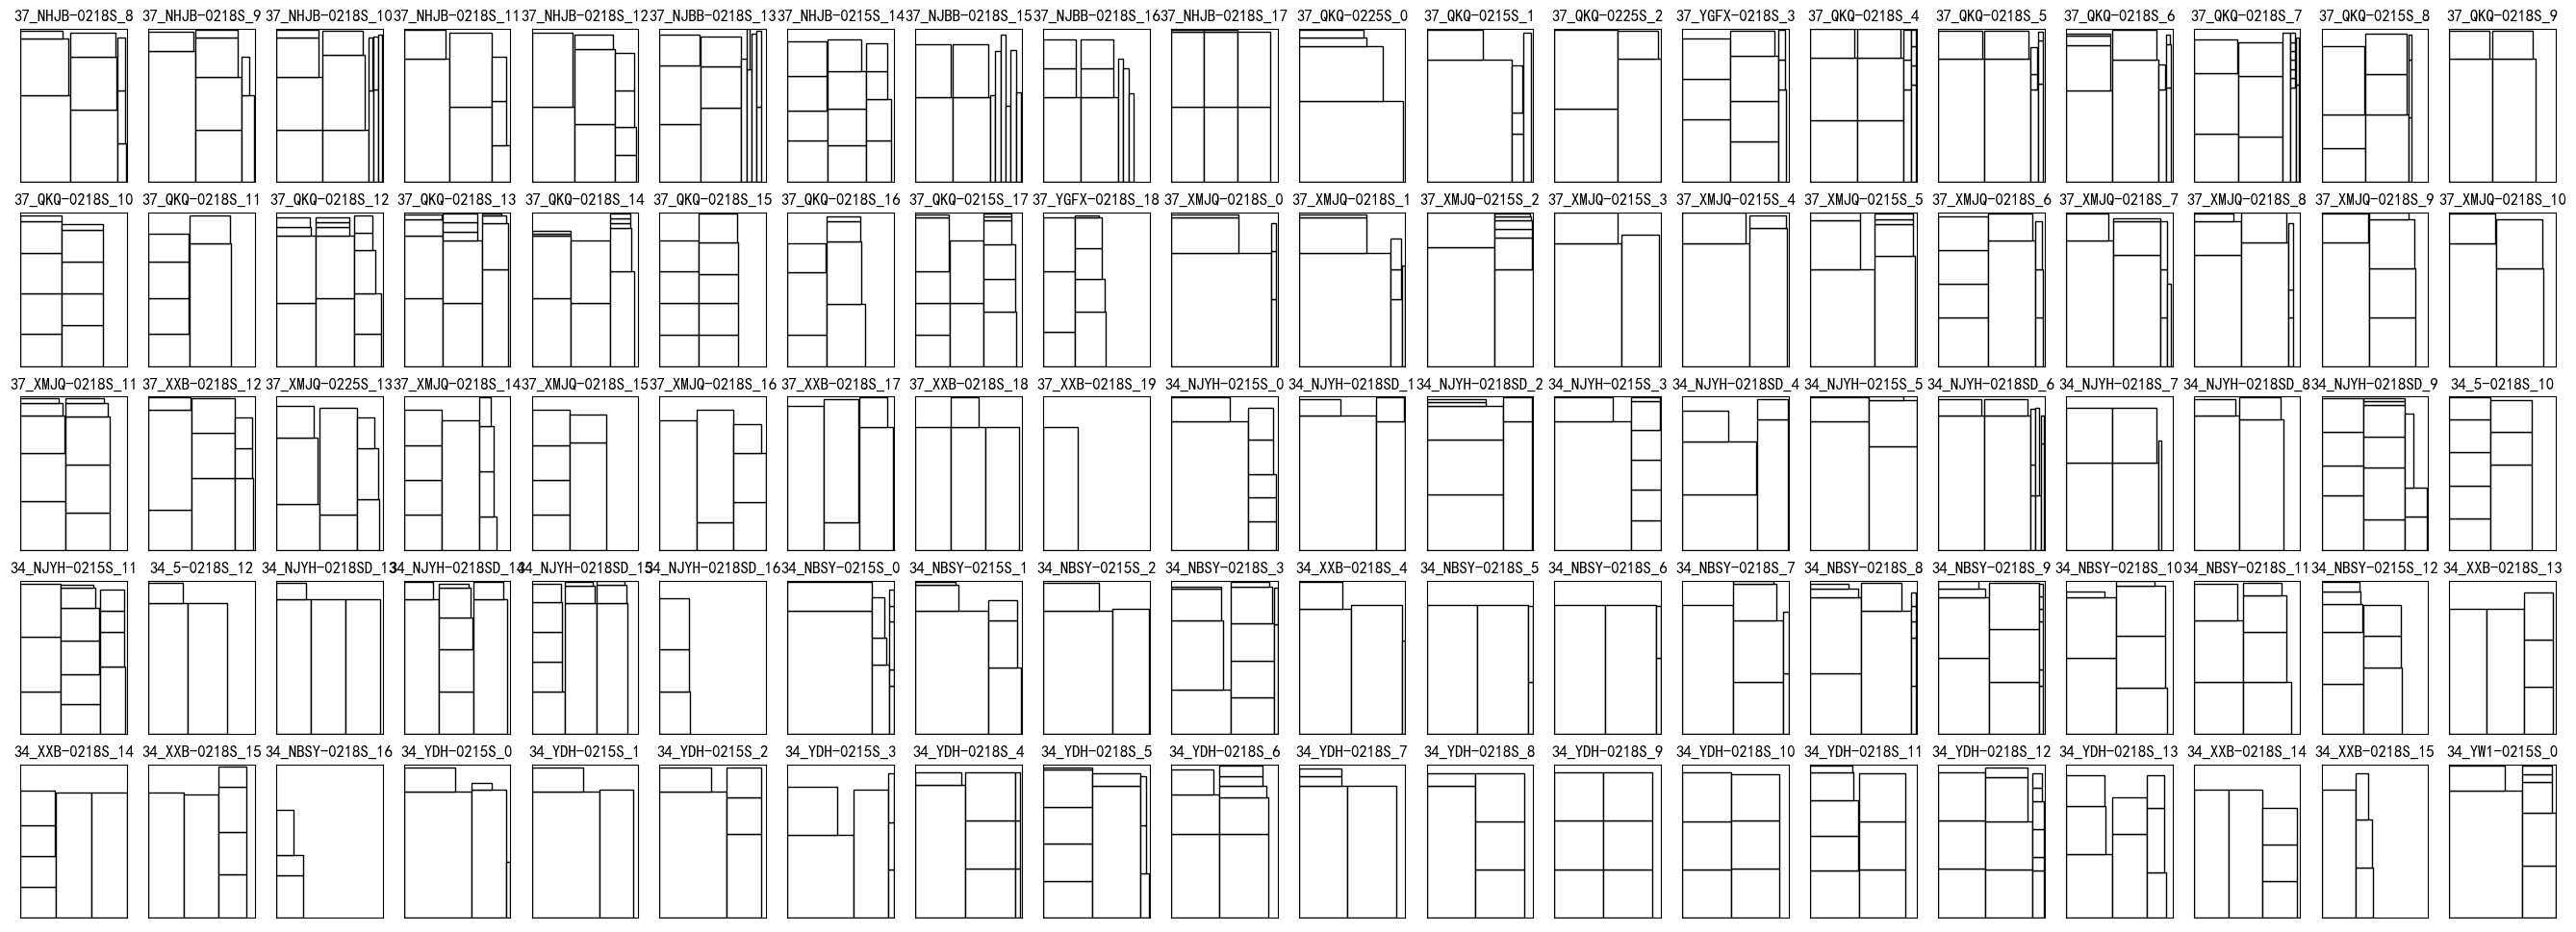 37_NHJB-0218S_8 37_NHJB-0218S_9 37_NHJB-0218S_10 37_NHJB-0218S_11 37_NHJB-0218S_12 37_NJBB-0218S_13 37_NHJB-0215S_14 37_NJBB-0218S_15 37_NJBB-0218S_16 37_NHJB-0218S_17 37_QKQ-0225S_0 37_QKQ-0215S_1 37_QKQ-0225S_2 37_YGFX-0218S_3 37_QKQ-0218S_4 37_QKQ-0218S_5 37_QKQ-0218S_6 37_QKQ-0218S_7 37_QKQ-0215S_8 37_QKQ-0218S_9
37_QKQ-0218S_10 37_QKQ-0218S_11 37_QKQ-0218S_12 37_QKQ-0218S_13 37_QKQ-0218S_14 37_QKQ-0218S_15 37_QKQ-0218S_16 37_QKQ-0215S_17 37_YGFX-0218S_18 37_XMJQ-0218S_0 37_XMJQ-0218S_1 37_XMJQ-0215S_2 37_XMJQ-0215S_3 37_XMJQ-0215S_4 37_XMJQ-0215S_5 37_XMJQ-0218S_6 37_XMJQ-0218S_7 37_XMJQ-0218S_8 37_XMJQ-0218S_9 37_XMJQ-0218S_10
37_XMJQ-0218S_11 37_XXB-0218S_12 37_XMJQ-0225S_13 37_XMJQ-0218S_14 37_XMJQ-0218S_15 37_XMJQ-0218S_16 37_XXB-0218S_17 37_XXB-0218S_18 37_XXB-0218S_19 34_NJYH-0215S_0 34_NJYH-0218SD_1 34_NJYH-0218SD_2 34_NJYH-0215S_3 34_NJYH-0218SD_4 34_NJYH-0215S_5 34_NJYH-0218SD_6 34_NJYH-0218S_7 34_NJYH-0218SD_8 34_NJYH-0218SD_9 34_5-0218S_10
34_NJYH-0215S_11 34_5-0218S_12 34_NJYH-0218SD_13 34_NJYH-0218SD_14 34_NJYH-0218SD_15 34_NJYH-0218SD_16 34_NBSY-0215S_0 34_NBSY-0215S_1 34_NBSY-0215S_2 34_NBSY-0218S_3 34_XXB-0218S_4 34_NBSY-0218S_5 34_NBSY-0218S_6 34_NBSY-0218S_7 34_NBSY-0218S_8 34_NBSY-0218S_9 34_NBSY-0218S_10 34_NBSY-0218S_11 34_NBSY-0215S_12 34_XXB-0218S_13
34_XXB-0218S_14 34_XXB-0218S_15 34_NBSY-0218S_16 34_YDH-0215S_0 34_YDH-0215S_1 34_YDH-0215S_2 34_YDH-0215S_3 34_YDH-0218S_4 34_YDH-0218S_5 34_YDH-0218S_6 34_YDH-0218S_7 34_YDH-0218S_8 34_YDH-0218S_9 34_YDH-0218S_10 34_YDH-0218S_11 34_YDH-0218S_12 34_YDH-0218S_13 34_XXB-0218S_14 34_XXB-0218S_15 34_YW1-0215S_0